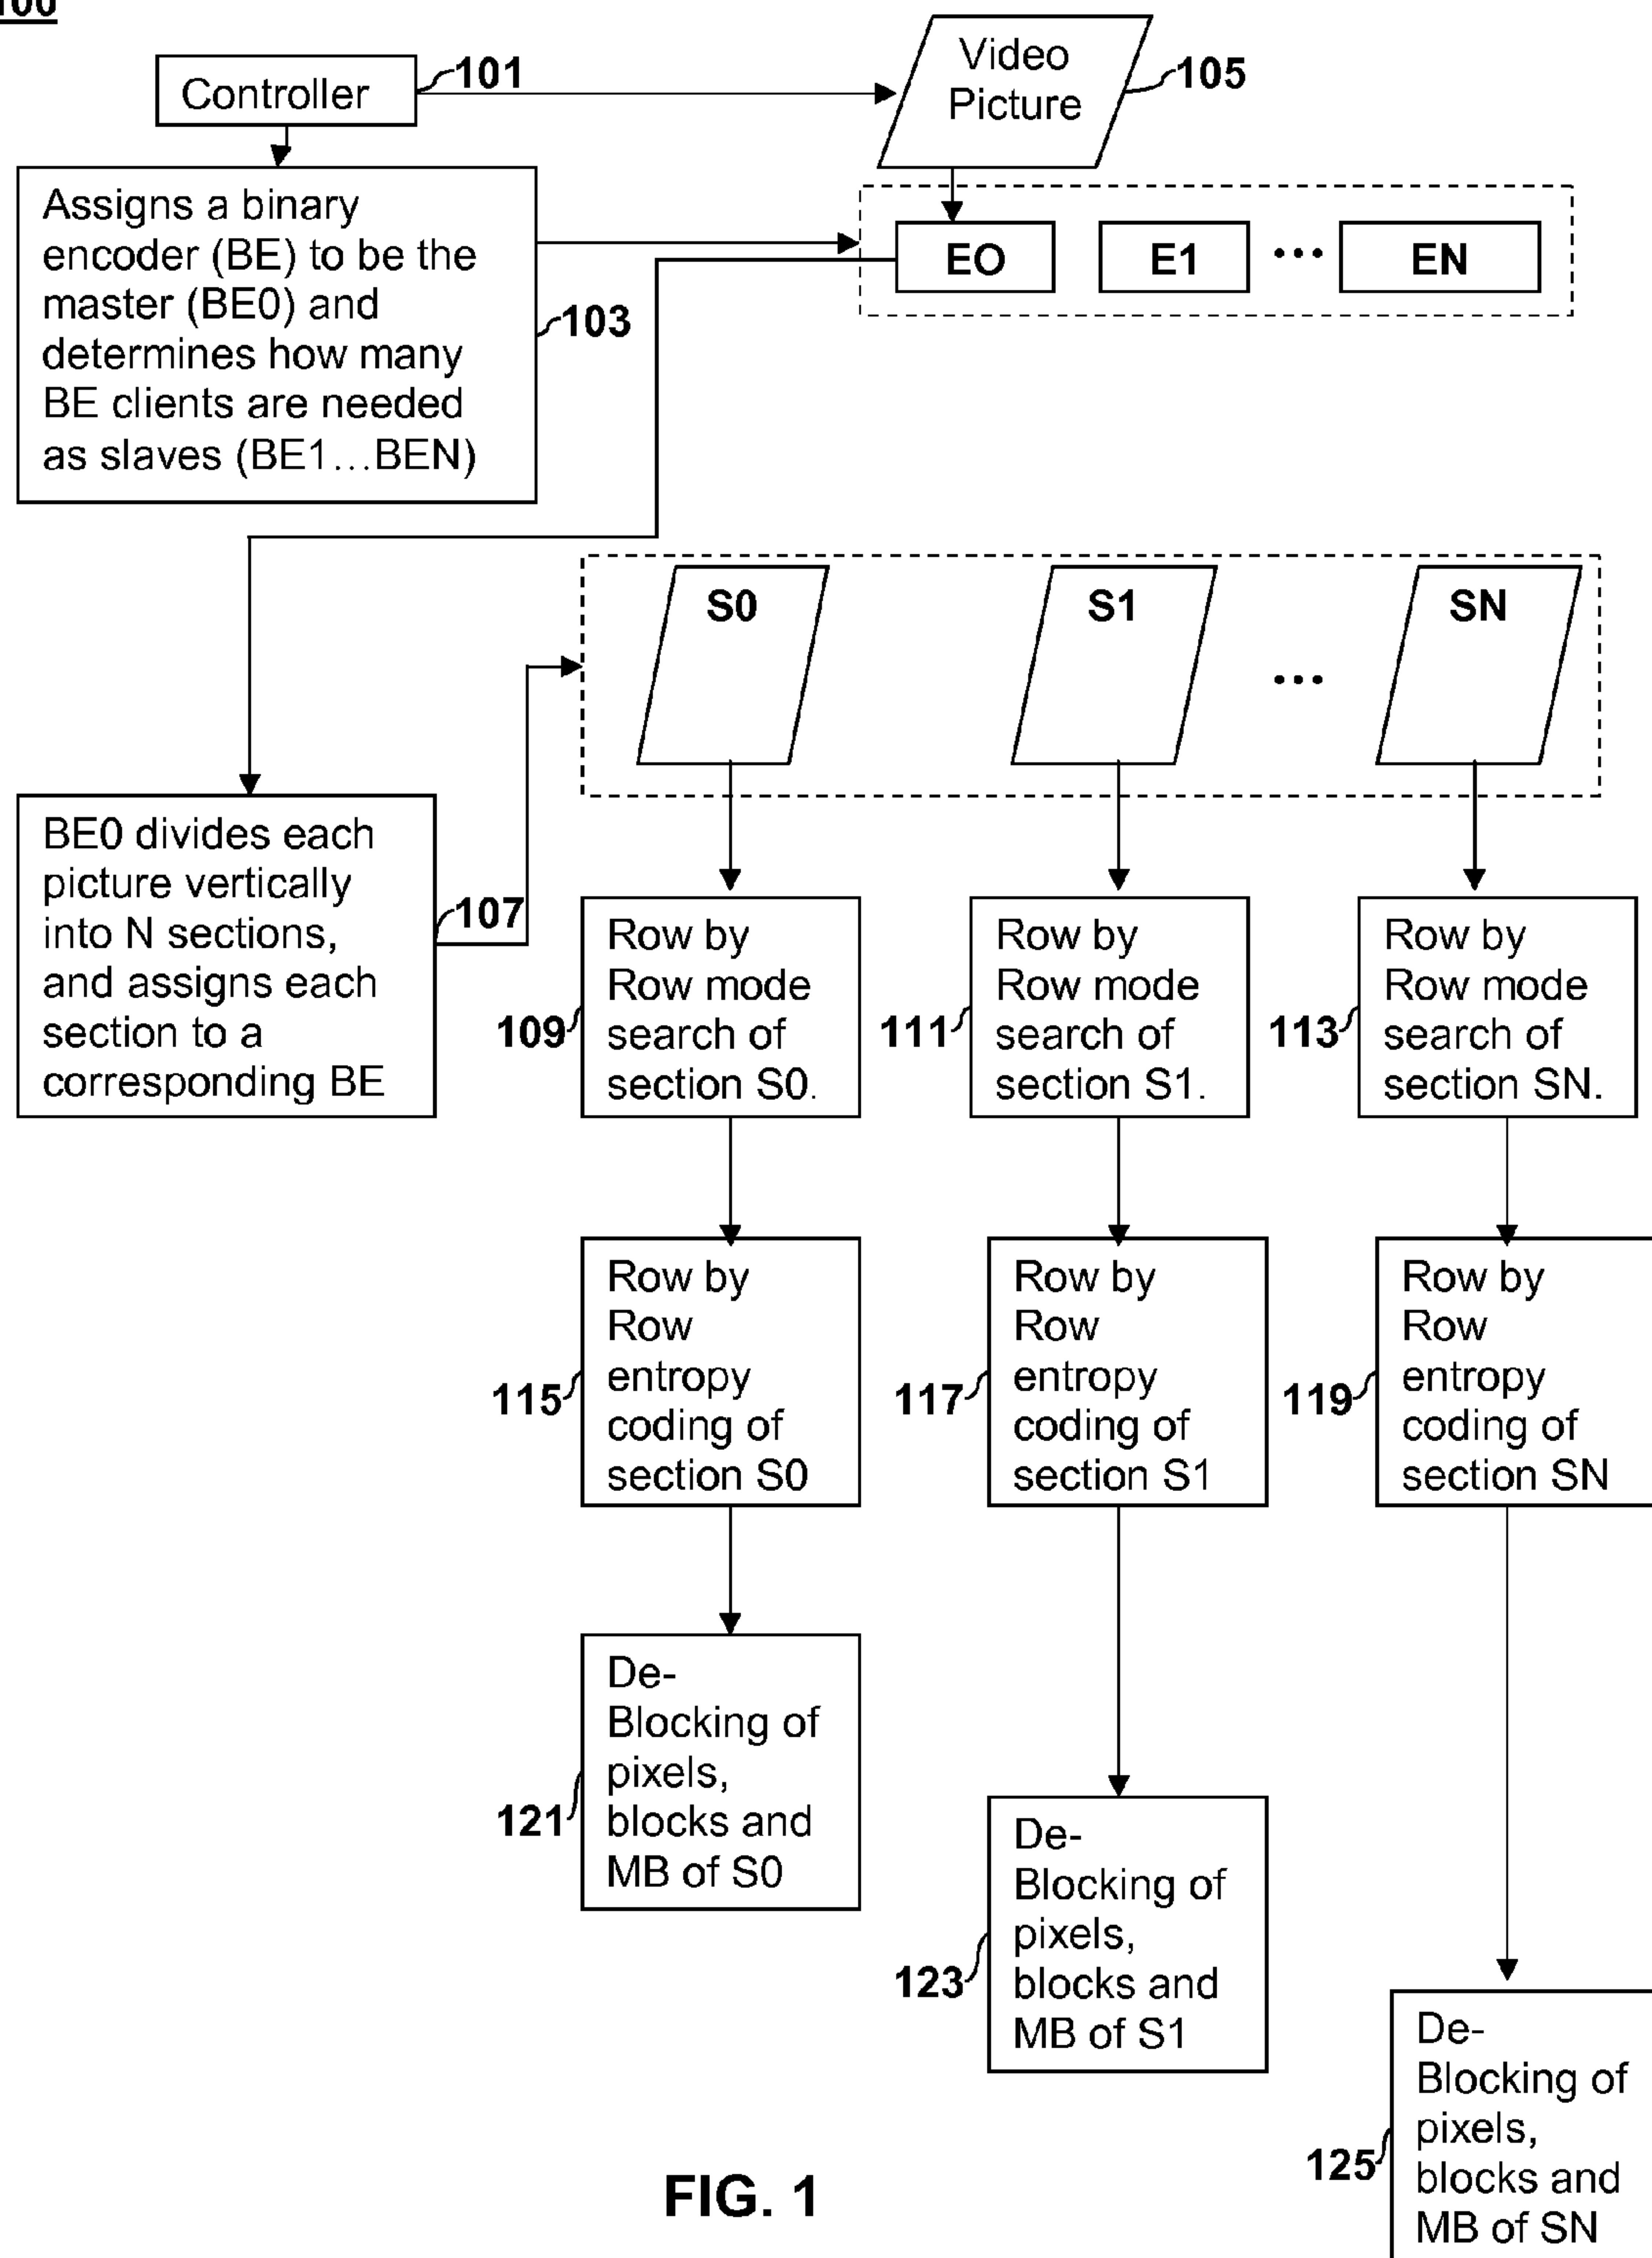 100
Controller
101
Video
Picture
105
Assigns a binary
encoder (BE) to be the
master (BE0) and
determines how many
BE clients are needed
as slaves (BE1...BEN)
103
EO
E1
...
EN
S0
S1
...
SN
BE0 divides each
picture vertically
into N sections,
and assigns each
section to a
corresponding BE
107
109
Row by
Row mode
search of
section S0.
111
Row by
Row mode
search of
section S1.
113
Row by
Row mode
search of
section SN.
115
Row by
Row
entropy
coding of
section S0
117
Row by
Row
entropy
coding of
section S1
119
Row by
Row
entropy
coding of
section SN
121
De-
Blocking of
pixels,
blocks and
MB of S0
123
De-
Blocking of
pixels,
blocks and
MB of S1
125
De-
Blocking of
pixels,
blocks and
MB of SN
FIG. 1